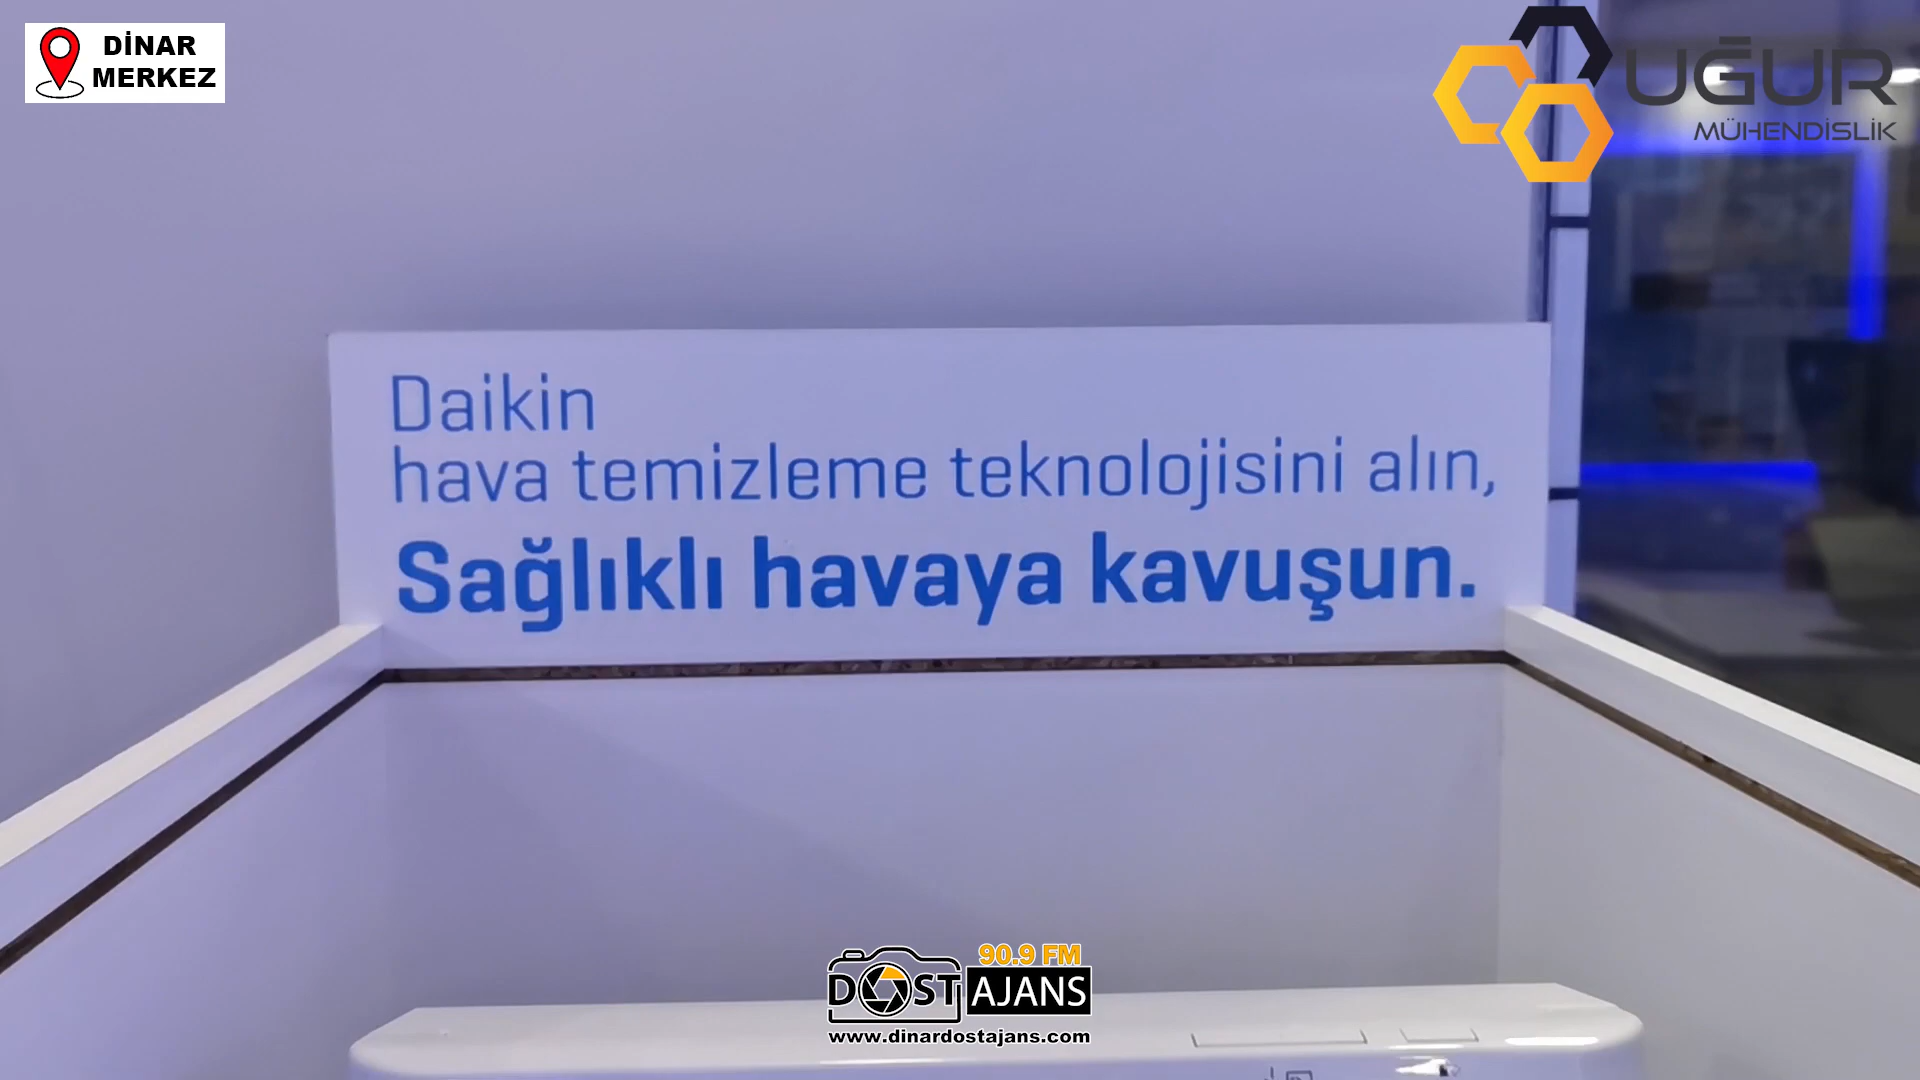 DİNAR
MERKEZ
UĞUR
MÜHENDİSLİK
Daikin
hava temizleme teknolojisini alın,
Sağlıklı havaya kavuşun.
90.9 FM
DOST AJANS
www.dinardostajans.com